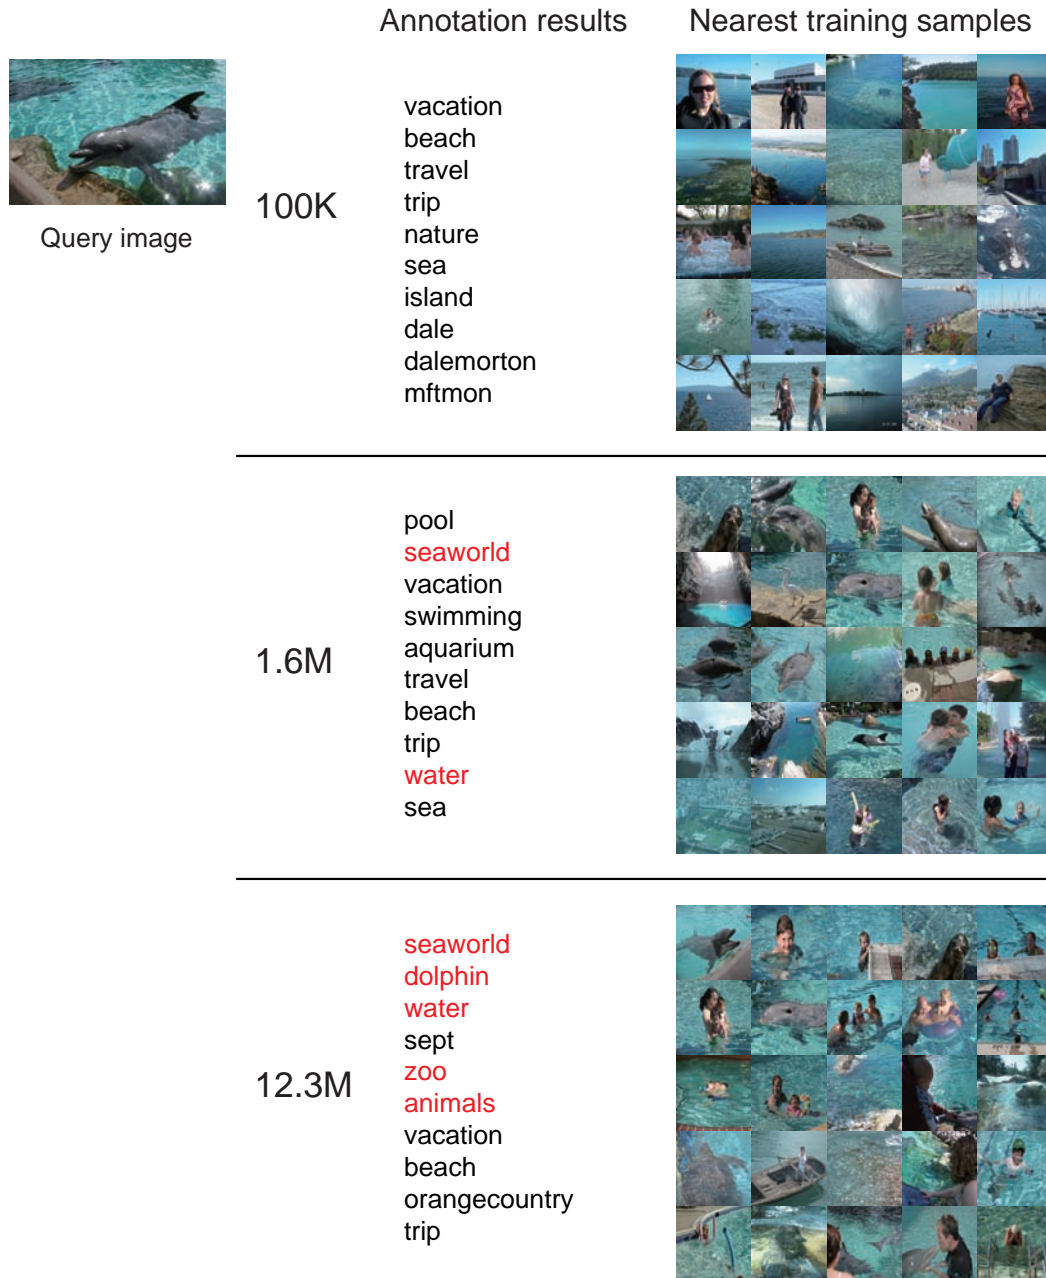 Annotation results
Nearest training samples
Query image
100K
vacation
beach
travel
trip
nature
sea
island
dale
dalemorton
mftmon
1.6M
pool
seaworld
vacation
swimming
aquarium
travel
beach
trip
water
sea
12.3M
seaworld
dolphin
water
sept
zoo
animals
vacation
beach
orangecountry
trip